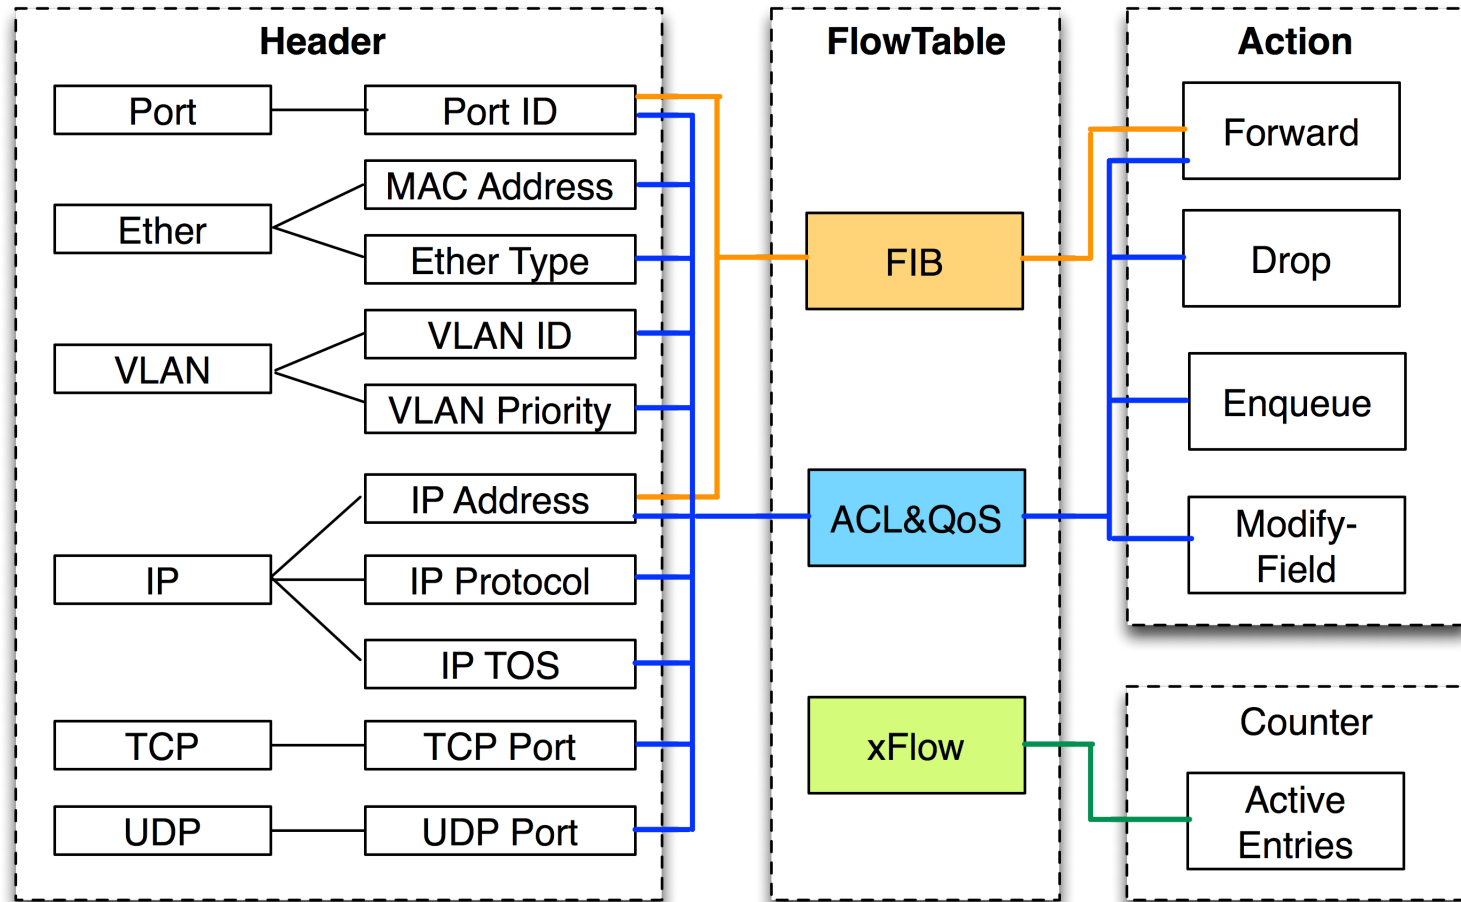 Header
Port
Port ID
Ether
MAC Address
Ether Type
VLAN
VLAN ID
VLAN Priority
IP
IP Address
IP Protocol
IP TOS
TCP
TCP Port
UDP
UDP Port
FlowTable
FIB
ACL&QoS
xFlow
Action
Forward
Drop
Enqueue
Modify-
Field
Counter
Active
Entries